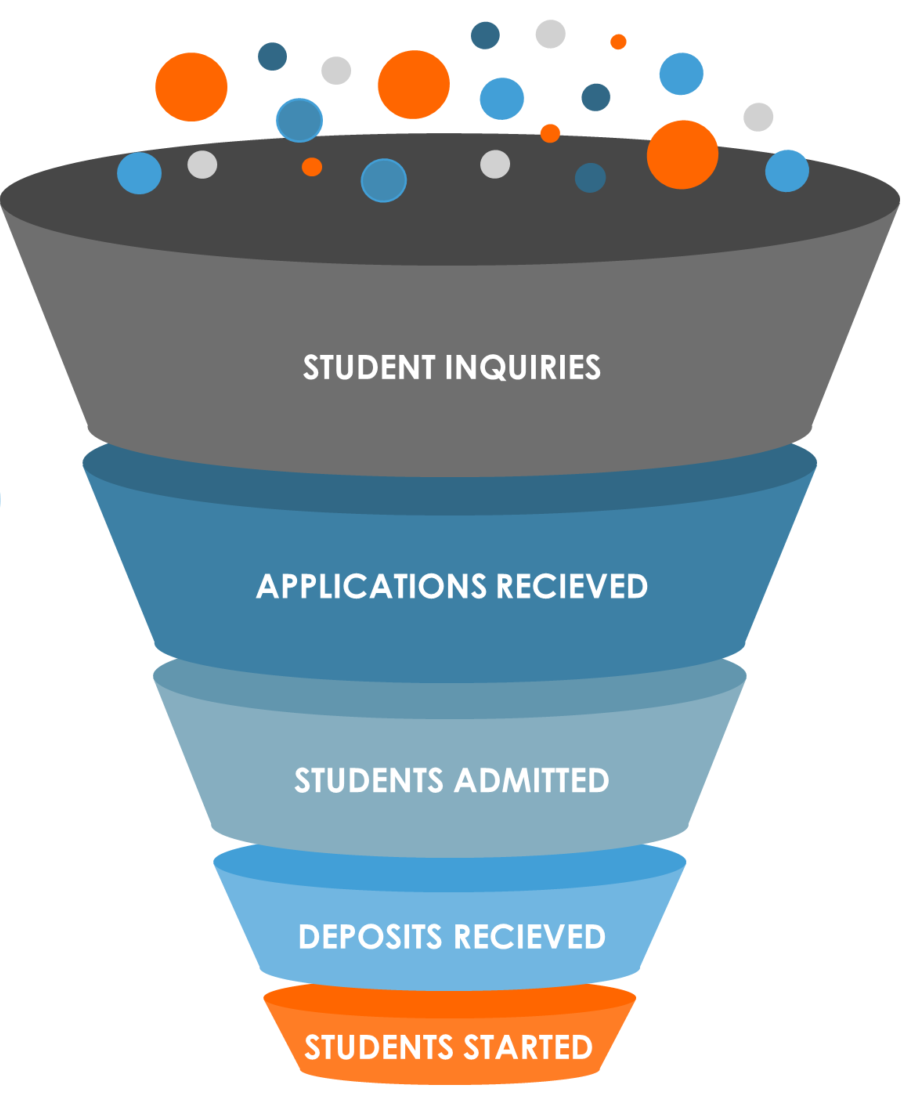 STUDENT INQUIRIES
APPLICATIONS RECIEVED
STUDENTS ADMITTED
DEPOSITS RECIEVED
STUDENTS STARTED